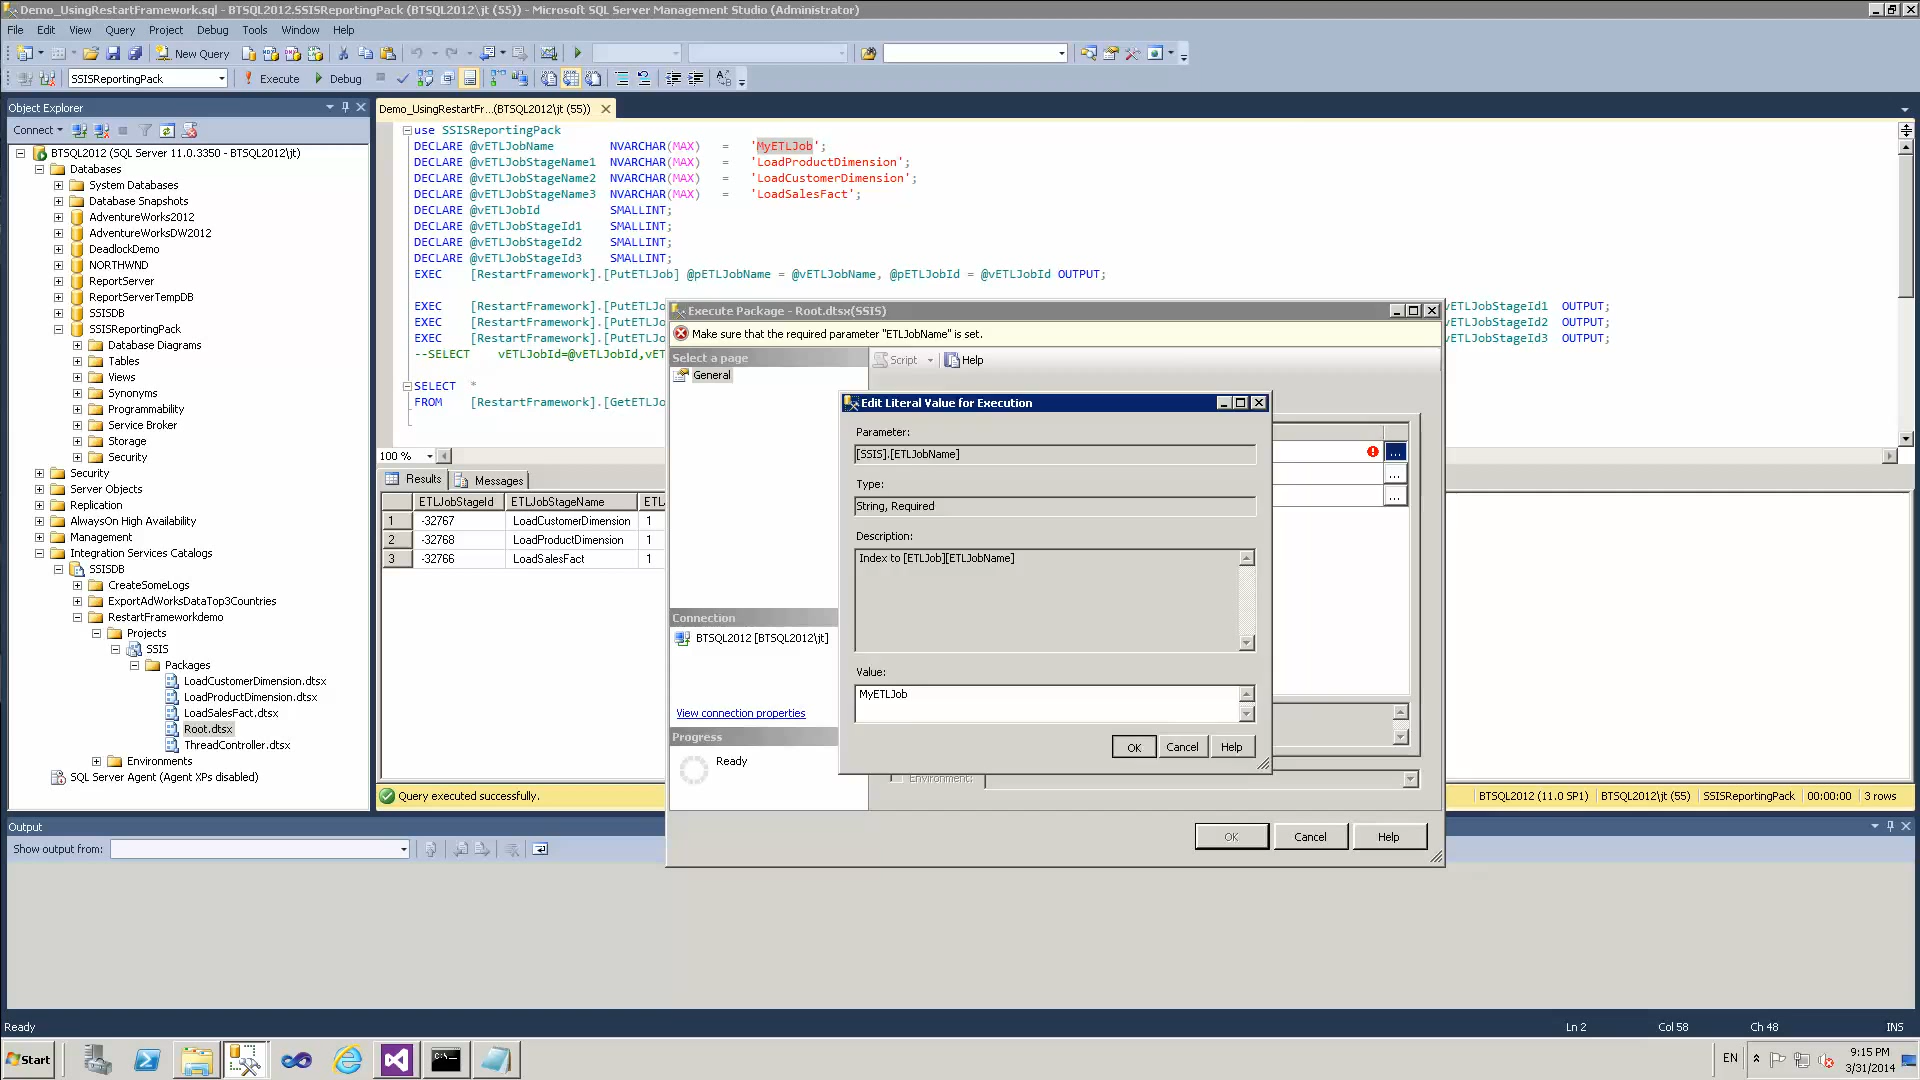 Demo_UsingRestartFramework.sql - BTSQL2012.SSISReportingPack (BTSQL2012\jt (55)) - Microsoft SQL Server Management Studio (Administrator)
File Edit View Query Project Debug Tools Window Help
New Query
SSISReportingPack Execute Debug
Object Explorer
Connect
BTSQL2012 (SQL Server 11.0.3350 - BTSQL2012\jt)
Databases
System Databases
Database Snapshots
AdventureWorks2012
AdventureWorksDW2012
DeadlockDemo
NORTHWND
ReportServer
ReportServerTempDB
SSISDB
SSISReportingPack
Database Diagrams
Tables
Views
Synonyms
Programmability
Service Broker
Storage
Security
Security
Server Objects
Replication
AlwaysOn High Availability
Management
Integration Services Catalogs
SSISDB
CreateSomeLogs
ExportAdWorksDataTop3Countries
RestartFrameworkdemo
Projects
SSIS
Packages
LoadCustomerDimension.dtsx
LoadProductDimension.dtsx
LoadSalesFact.dtsx
Root.dtsx
ThreadController.dtsx
Environments
SQL Server Agent (Agent XPs disabled)
Demo_UsingRestartFr...(BTSQL2012\jt (55))
use SSISReportingPack
DECLARE @vETLJobName NVARCHAR(MAX) = 'MyETLJob';
DECLARE @vETLJobStageName1 NVARCHAR(MAX) = 'LoadProductDimension';
DECLARE @vETLJobStageName2 NVARCHAR(MAX) = 'LoadCustomerDimension';
DECLARE @vETLJobStageName3 NVARCHAR(MAX) = 'LoadSalesFact';
DECLARE @vETLJobId SMALLINT;
DECLARE @vETLJobStageId1 SMALLINT;
DECLARE @vETLJobStageId2 SMALLINT;
DECLARE @vETLJobStageId3 SMALLINT;
EXEC [RestartFramework].[PutETLJob] @pETLJobName = @vETLJobName, @pETLJobId = @vETLJobId OUTPUT;
EXEC [RestartFramework].[PutETLJo vETLJobStageId1 OUTPUT;
EXEC [RestartFramework].[PutETLJo vETLJobStageId2 OUTPUT;
EXEC [RestartFramework].[PutETLJo vETLJobStageId3 OUTPUT;
--SELECT vETLJobId=@vETLJobId,vET
SELECT *
FROM [RestartFramework].[GetETLJo
100 %
Results Messages
ETLJobStageId ETLJobStageName ETL
1 -32767 LoadCustomerDimension 1
2 -32768 LoadProductDimension 1
3 -32766 LoadSalesFact 1
Query executed successfully. BTSQL2012 (11.0 SP1) BTSQL2012\jt (55) SSISReportingPack 00:00:00 3 rows
Execute Package - Root.dtsx(SSIS)
Make sure that the required parameter "ETLJobName" is set.
Select a page
General
Script Help
Connection
BTSQL2012 [BTSQL2012\jt]
View connection properties
Progress
Ready
Environment:
OK Cancel Help
Edit Literal Value for Execution
Parameter:
[SSIS].[ETLJobName]
Type:
String, Required
Description:
Index to [ETLJob][ETLJobName]
Value:
MyETLJob
OK Cancel Help
...
...
...
Output
Show output from:
Ready Ln 2 Col 58 Ch 48 INS
Start EN 9:15 PM
3/31/2014